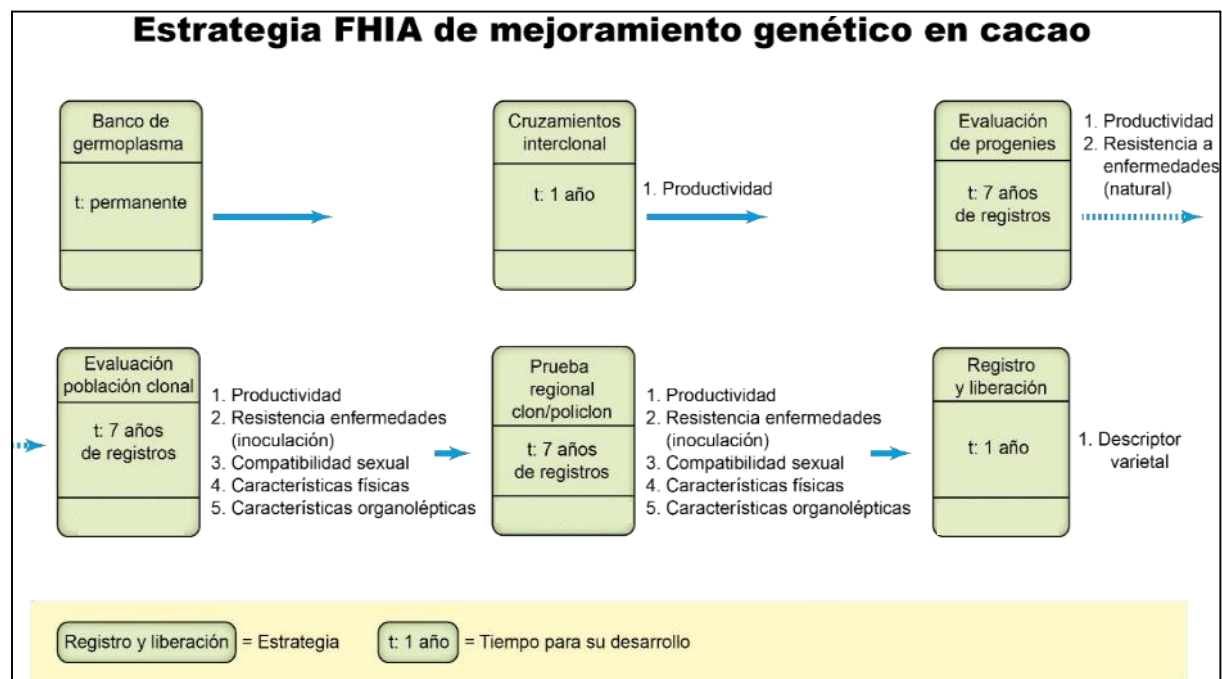 Estrategia FHIA de mejoramiento genético en cacao
Banco de
germoplasma
t: permanente
Cruzamientos
interclonal
t: 1 año
1. Productividad
Evaluación
de progenies
t: 7 años
de registros
1. Productividad
2. Resistencia a
enfermedades
(natural)
Evaluación
población clonal
t: 7 años
de registros
1. Productividad
2. Resistencia enfermedades
(inoculación)
3. Compatibilidad sexual
4. Características físicas
5. Características organolépticas
Prueba
regional
clon/policlon
t: 7 años
de registros
1. Productividad
2. Resistencia enfermedades
(inoculación)
3. Compatibilidad sexual
4. Características físicas
5. Características organolépticas
Registro
y liberación
t: 1 año
1. Descriptor
varietal
Registro y liberación = Estrategia
t: 1 año = Tiempo para su desarrollo